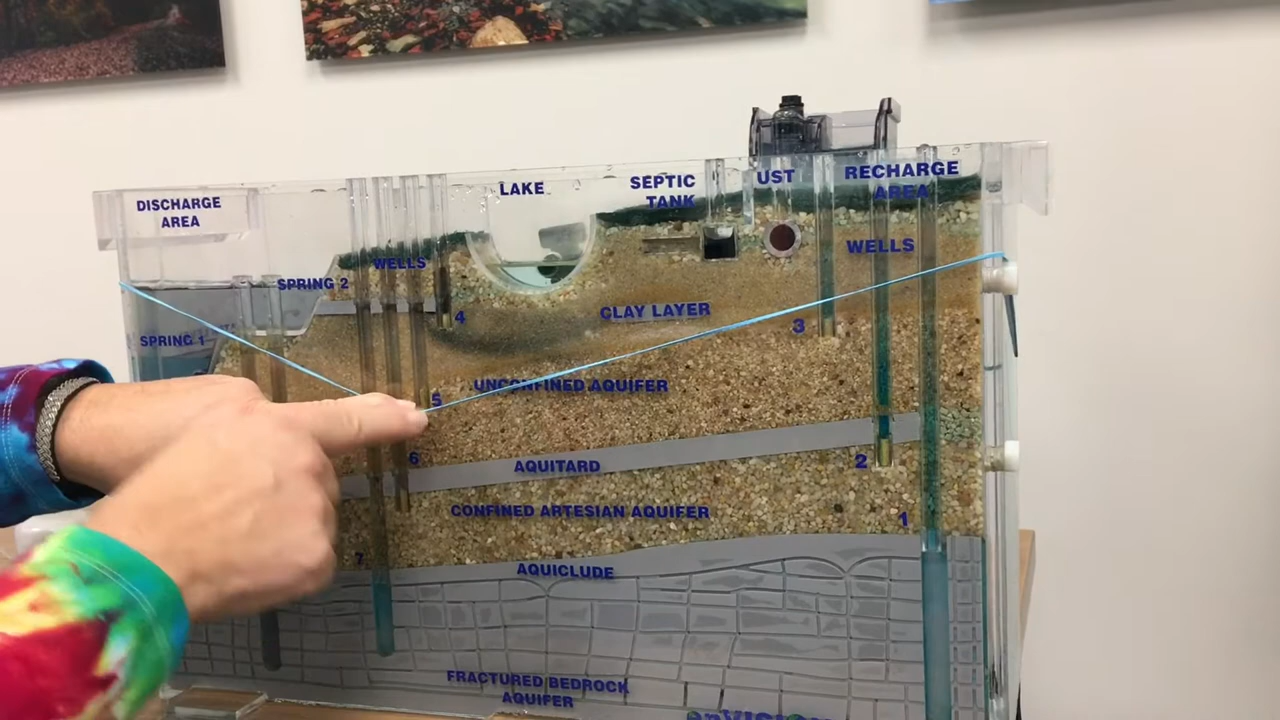 DISCHARGE
AREA
LAKE
SEPTIC
TANK
UST
RECHARGE
AREA
WELLS
WELLS
SPRING 2
SPRING 1
CLAY LAYER
4
3
UNCONFINED AQUIFER
5
6
AQUITARD
2
CONFINED ARTESIAN AQUIFER
1
7
AQUICLUDE
FRACTURED BEDROCK
AQUIFER